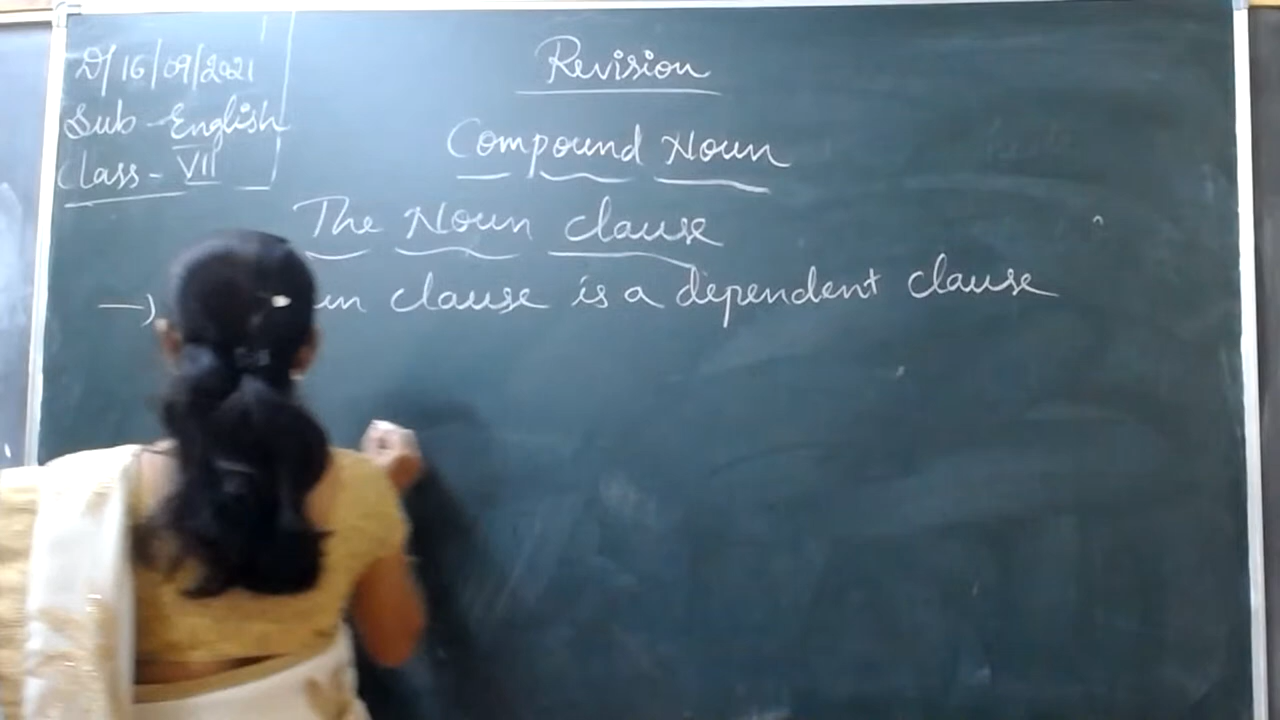 D/ 16/09/2021
Sub - English
Class - VII
Revision
Compound Noun
The Noun clause
clause is a dependent clause